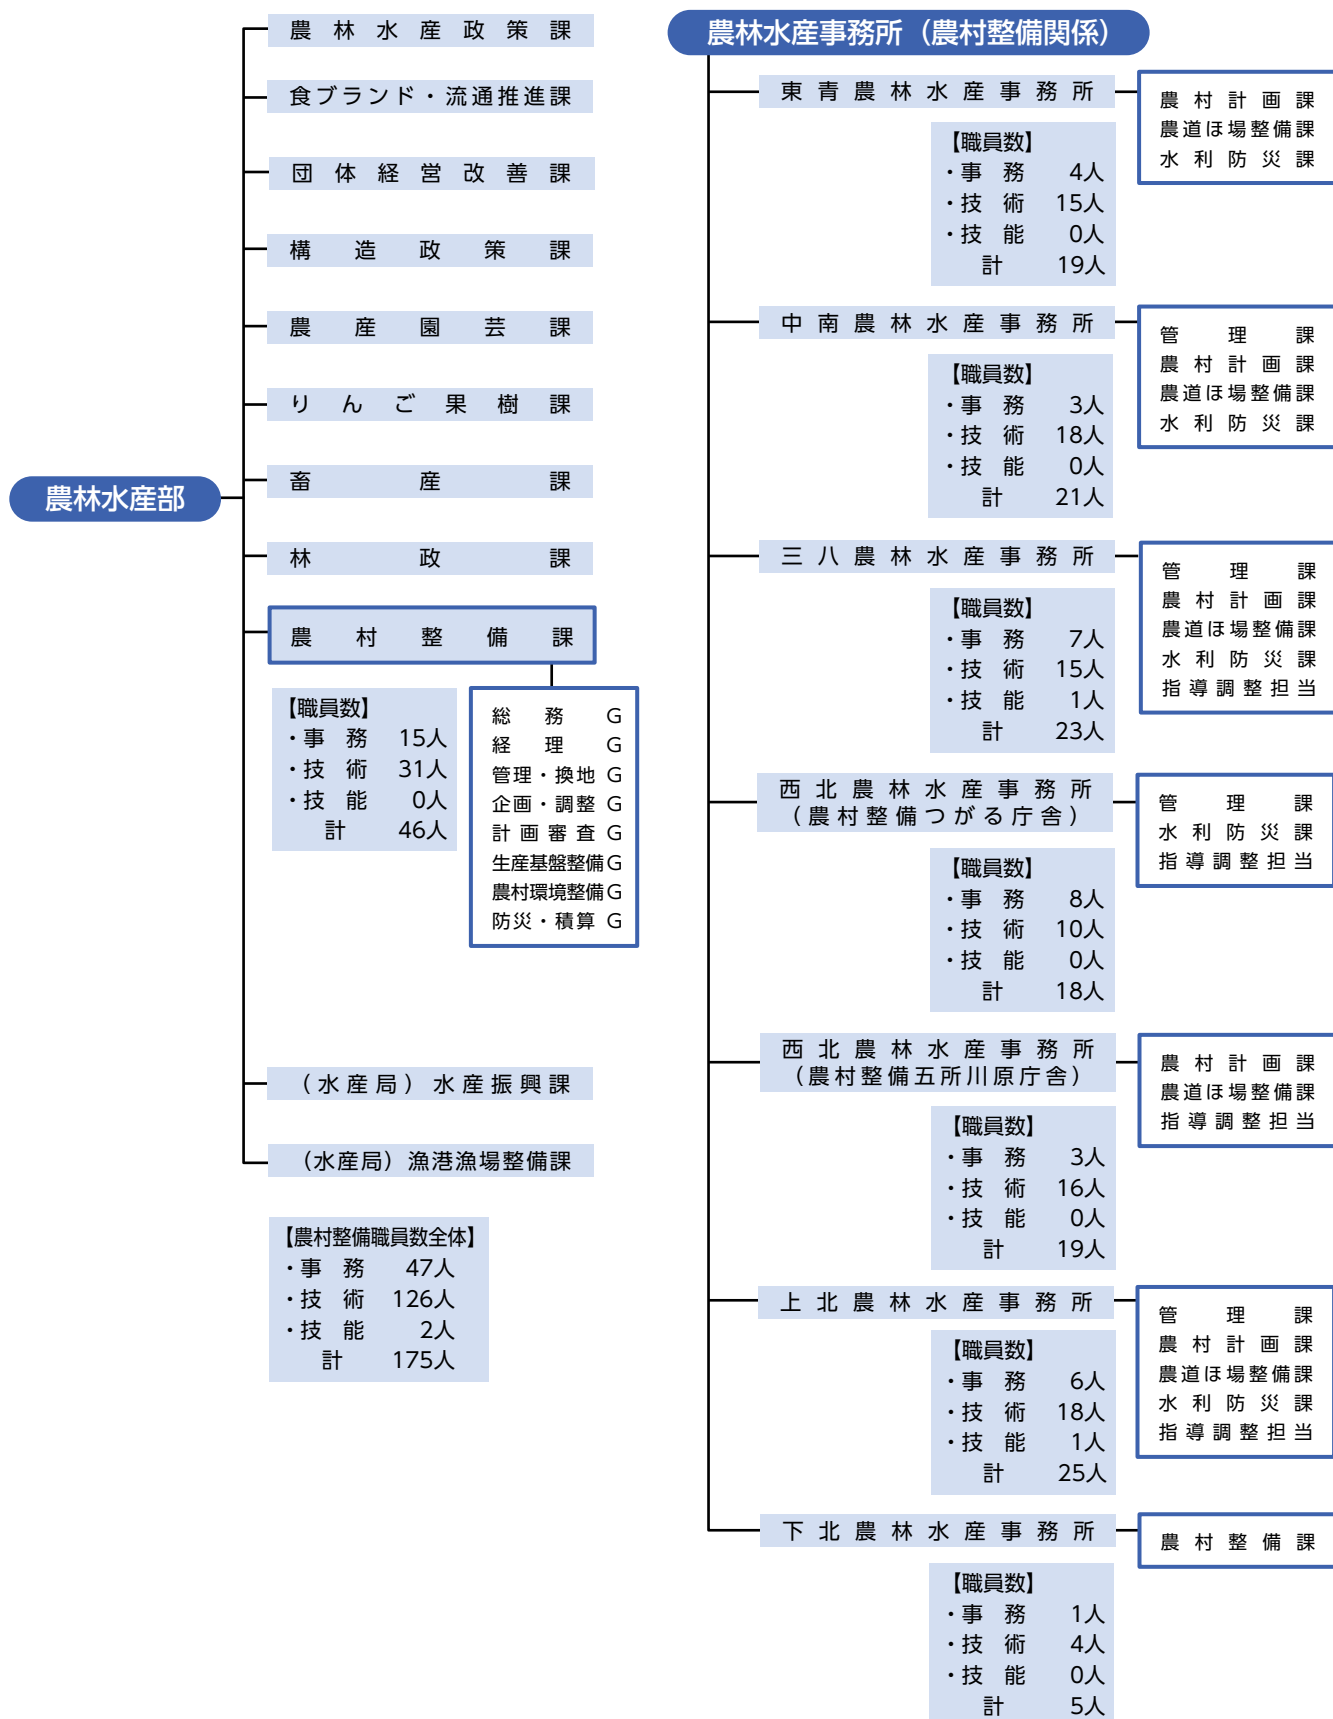 農林水産部
農林水産政策課
食ブランド・流通推進課
団体経営改善課
構造政策課
農産園芸課
りんご果樹課
畜産課
林政課
農村整備課
【職員数】
・事務 15人
・技術 31人
・技能 0人
計 46人
総務G
経理G
管理・換地G
企画・調整G
計画審査G
生産基盤整備G
農村環境整備G
防災・積算G
（水産局）水産振興課
（水産局）漁港漁場整備課
【農村整備職員数全体】
・事務 47人
・技術 126人
・技能 2人
計 175人
農林水産事務所（農村整備関係）
東青農林水産事務所
【職員数】
・事務 4人
・技術 15人
・技能 0人
計 19人
農村計画課
農道ほ場整備課
水利防災課
中南農林水産事務所
【職員数】
・事務 3人
・技術 18人
・技能 0人
計 21人
管理課
農村計画課
農道ほ場整備課
水利防災課
三八農林水産事務所
【職員数】
・事務 7人
・技術 15人
・技能 1人
計 23人
管理課
農村計画課
農道ほ場整備課
水利防災課
指導調整担当
西北農林水産事務所
（農村整備つがる庁舎）
【職員数】
・事務 8人
・技術 10人
・技能 0人
計 18人
管理課
水利防災課
指導調整担当
西北農林水産事務所
（農村整備五所川原庁舎）
【職員数】
・事務 3人
・技術 16人
・技能 0人
計 19人
農村計画課
農道ほ場整備課
指導調整担当
上北農林水産事務所
【職員数】
・事務 6人
・技術 18人
・技能 1人
計 25人
管理課
農村計画課
農道ほ場整備課
水利防災課
指導調整担当
下北農林水産事務所
【職員数】
・事務 1人
・技術 4人
・技能 0人
計 5人
農村整備課